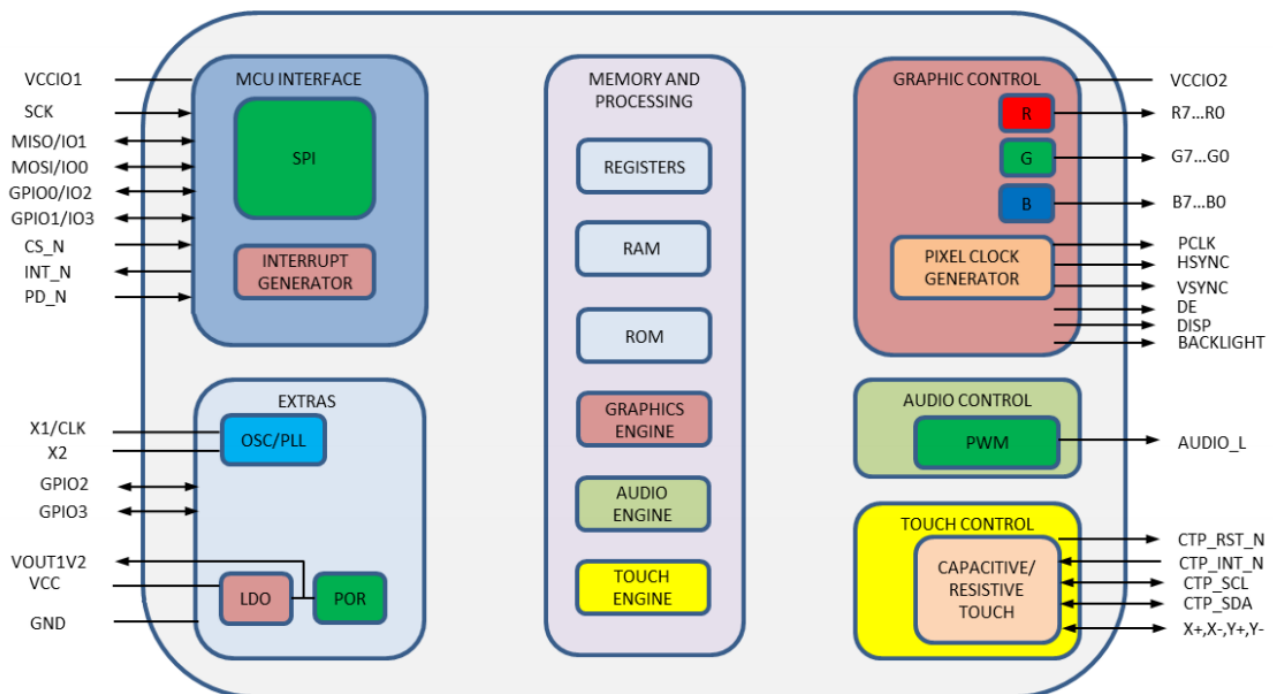 VCCIO1
SCK
MISO/IO1
MOSI/IO0
GPIO0/IO2
GPIO1/IO3
CS_N
INT_N
PD_N
MCU INTERFACE
SPI
INTERRUPT
GENERATOR
X1/CLK
X2
GPIO2
GPIO3
VOUT1V2
VCC
GND
EXTRAS
OSC/PLL
LDO
POR
MEMORY AND
PROCESSING
REGISTERS
RAM
ROM
GRAPHICS
ENGINE
AUDIO
ENGINE
TOUCH
ENGINE
GRAPHIC CONTROL
R
G
B
PIXEL CLOCK
GENERATOR
VCCIO2
R7...R0
G7...G0
B7...B0
PCLK
HSYNC
VSYNC
DE
DISP
BACKLIGHT
AUDIO CONTROL
PWM
AUDIO_L
TOUCH CONTROL
CAPACITIVE/
RESISTIVE
TOUCH
CTP_RST_N
CTP_INT_N
CTP_SCL
CTP_SDA
X+,X-,Y+,Y-